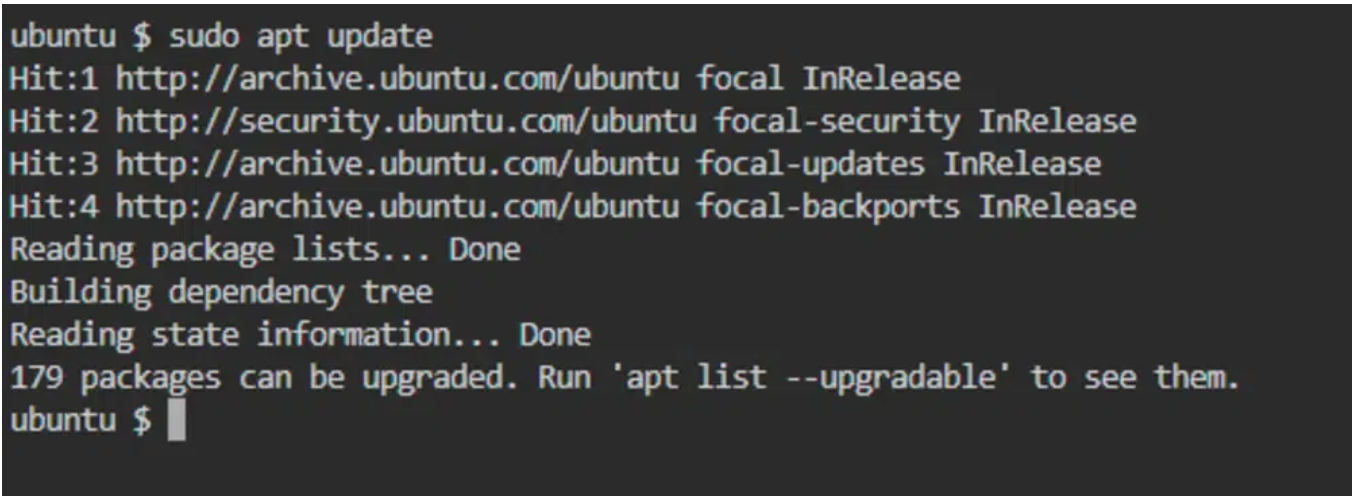 ubuntu $ sudo apt update
Hit:1 http://archive.ubuntu.com/ubuntu focal InRelease
Hit:2 http://security.ubuntu.com/ubuntu focal-security InRelease
Hit:3 http://archive.ubuntu.com/ubuntu focal-updates InRelease
Hit:4 http://archive.ubuntu.com/ubuntu focal-backports InRelease
Reading package lists... Done
Building dependency tree
Reading state information... Done
179 packages can be upgraded. Run 'apt list --upgradable' to see them.
ubuntu $